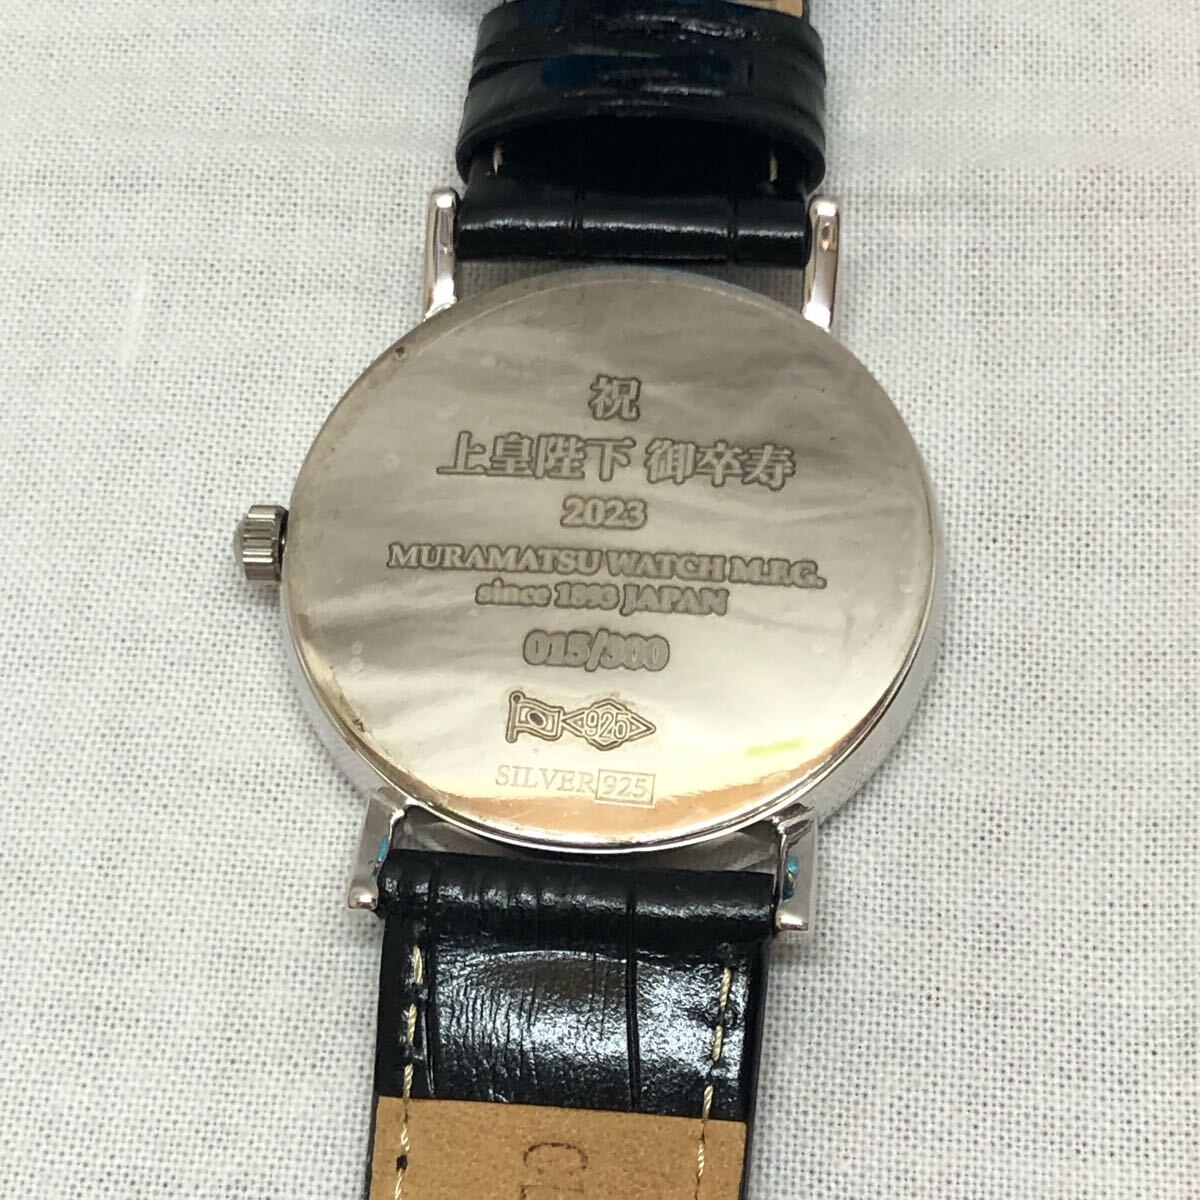 祝
上皇陛下 御卒寿
2023
MURAMATSU WATCH M.F.G.
since 1893 JAPAN
015/300
925
SILVER 925